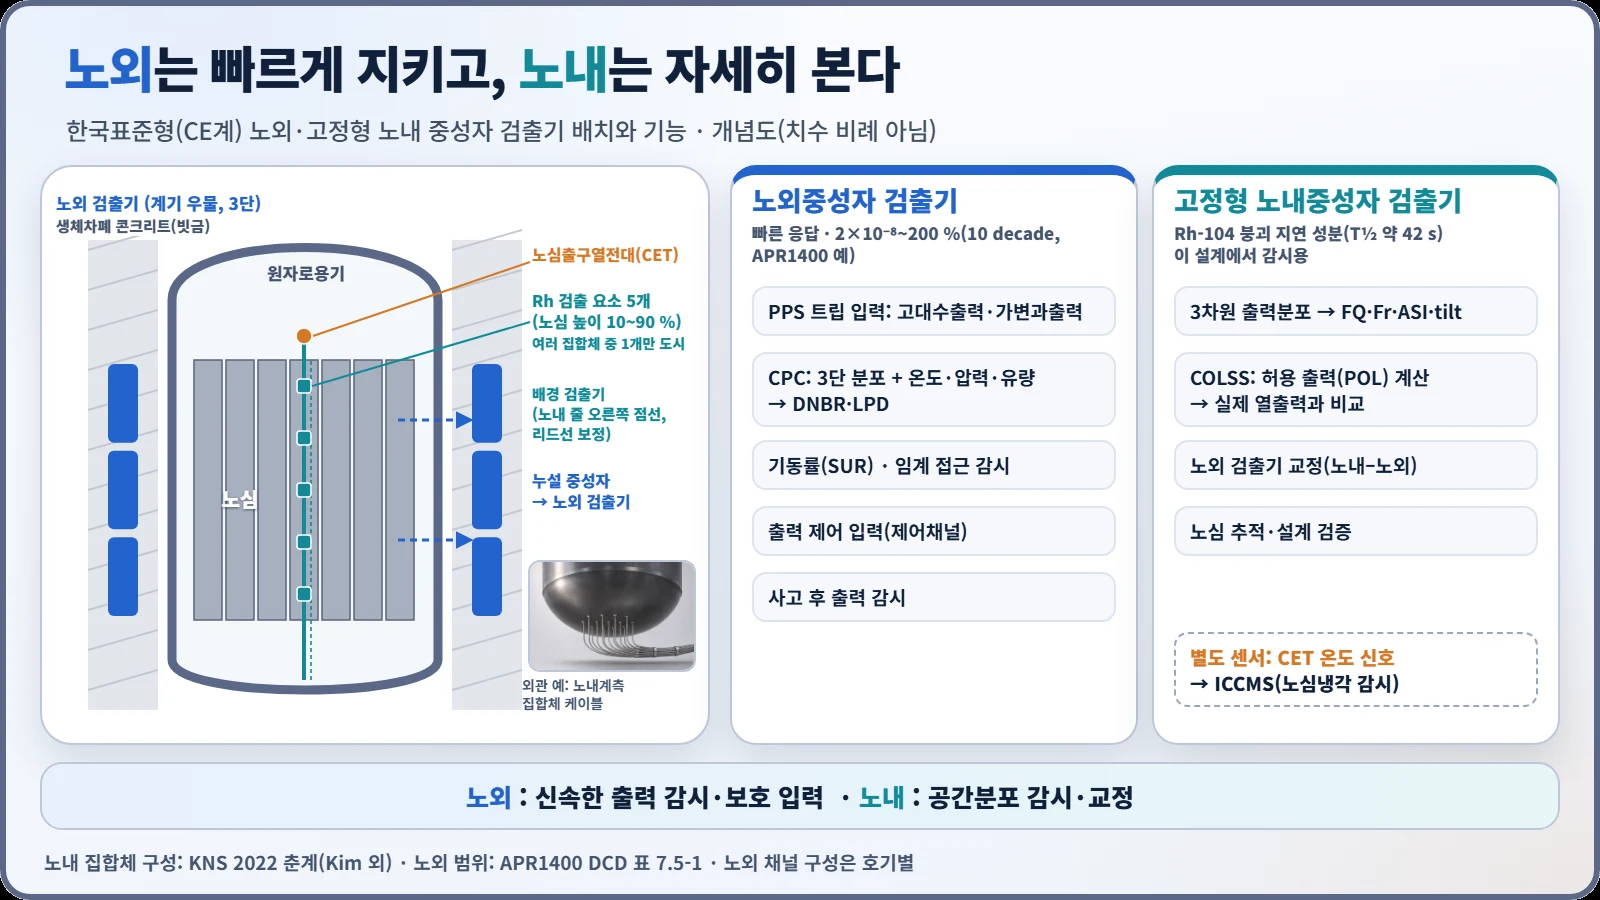 노외는 빠르게 지키고, 노내는 자세히 본다
한국표준형(CE계) 노외·고정형 노내 중성자 검출기 배치와 기능 · 개념도(치수 비례 아님)
노외 검출기 (계기 우물, 3단)
생체차폐 콘크리트(빗금)
원자로용기
노심
노심출구열전대(CET)
Rh 검출 요소 5개
(노심 높이 10~90 %)
여러 집합체 중 1개만 도시
배경 검출기
(노내 줄 오른쪽 점선,
리드선 보정)
누설 중성자
→ 노외 검출기
외관 예: 노내계측
집합체 케이블
노외중성자 검출기
빠른 응답 · 2×10⁻⁸~200 %(10 decade,
APR1400 예)
PPS 트립 입력: 고대수출력·가변과출력
CPC: 3단 분포 + 온도·압력·유량
→ DNBR·LPD
기동률(SUR) · 임계 접근 감시
출력 제어 입력(제어채널)
사고 후 출력 감시
고정형 노내중성자 검출기
Rh-104 붕괴 지연 성분(T½ 약 42 s)
이 설계에서 감시용
3차원 출력분포 → FQ·Fr·ASI·tilt
COLSS: 허용 출력(POL) 계산
→ 실제 열출력과 비교
노외 검출기 교정(노내–노외)
노심 추적·설계 검증
별도 센서: CET 온도 신호
→ ICCMS(노심냉각 감시)
노외 : 신속한 출력 감시·보호 입력 · 노내 : 공간분포 감시·교정
노내 집합체 구성: KNS 2022 춘계(Kim 외) · 노외 범위: APR1400 DCD 표 7.5-1 · 노외 채널 구성은 호기별